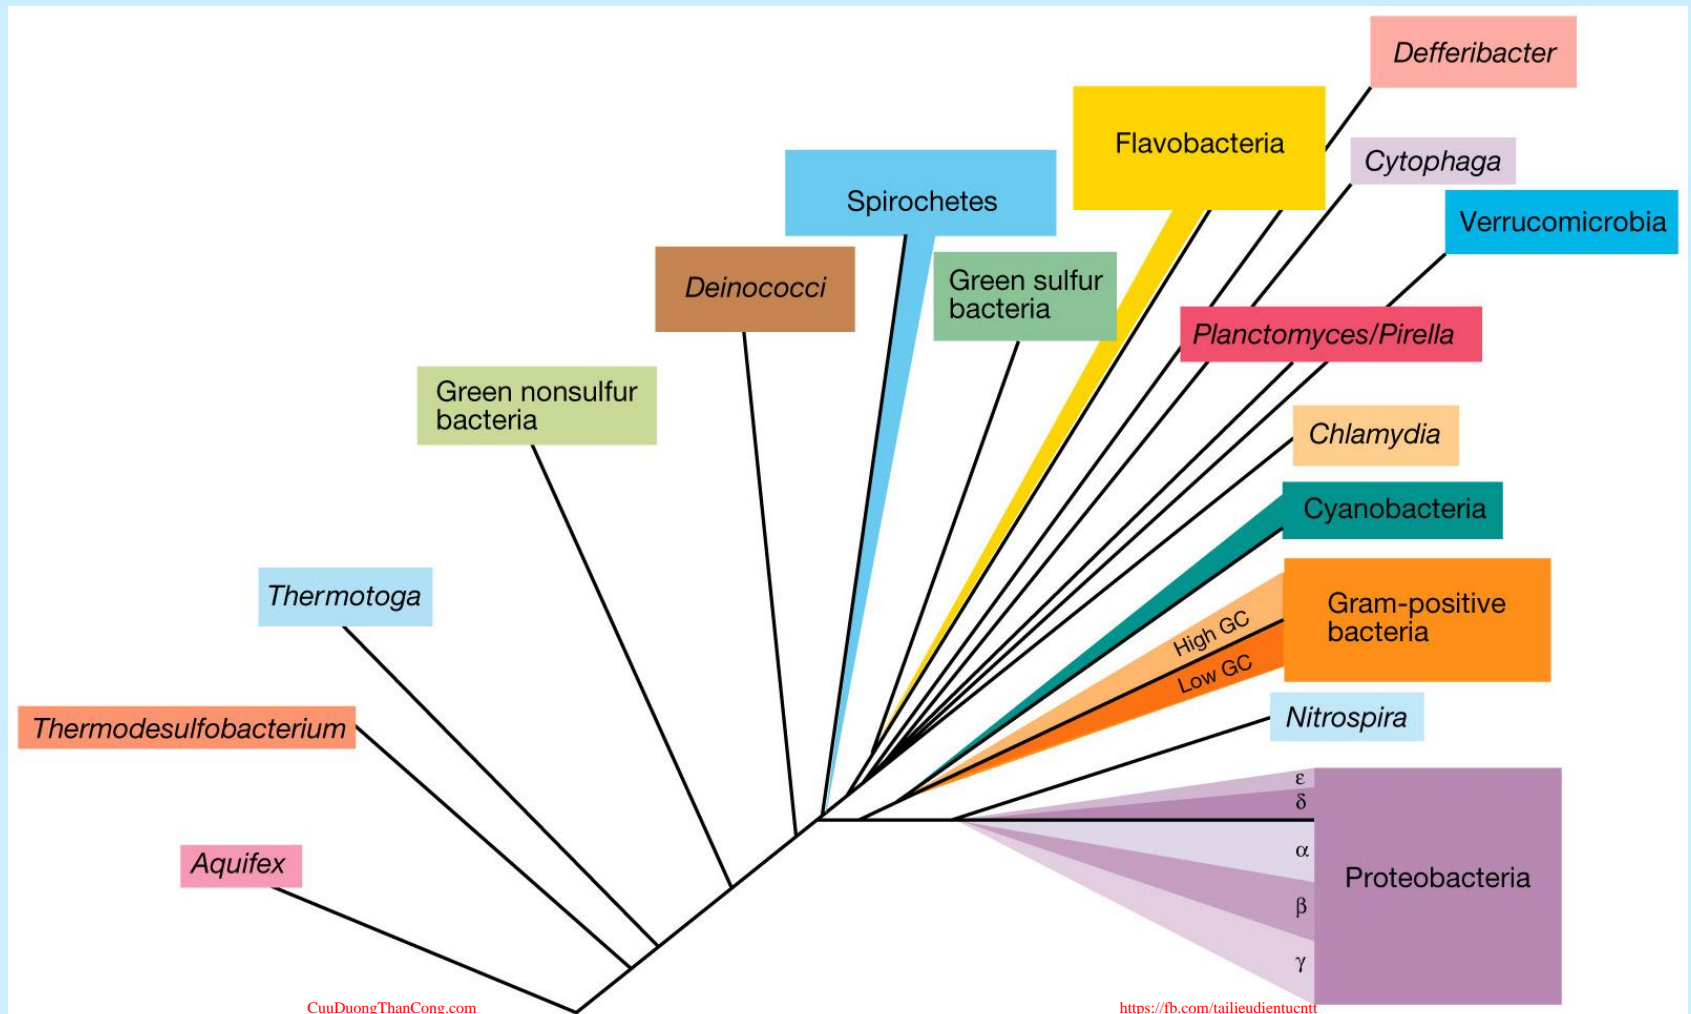 Defferibacter
Flavobacteria
Cytophaga
Spirochetes
Verrucomicrobia
Deinococci
Green sulfur
bacteria
Planctomyces/Pirella
Green nonsulfur
bacteria
Chlamydia
Cyanobacteria
Thermotoga
High GC
Low GC
Gram-positive
bacteria
Thermodesulfobacterium
Nitrospira
ε
δ
Aquifex
α
Proteobacteria
β
γ
CuuDuongThanCong.com
https://fb.com/tailieudientucntt